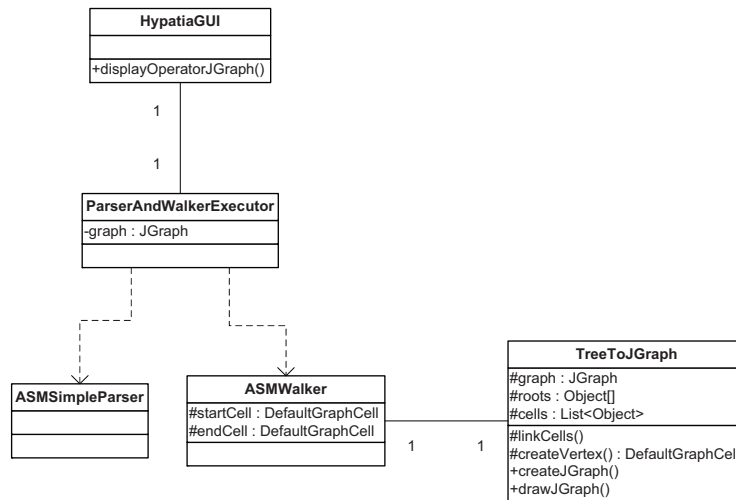 HypatiaGUI
+displayOperatorJGraph()
1
1
ParserAndWalkerExecutor
-graph : JGraph
ASMSimpleParser
ASMWalker
#startCell : DefaultGraphCell
#endCell : DefaultGraphCell
1
1
TreeToJGraph
#graph : JGraph
#roots : Object[]
#cells : List<Object>
#linkCells()
#createVertex() : DefaultGraphCell
+createJGraph()
+drawJGraph()